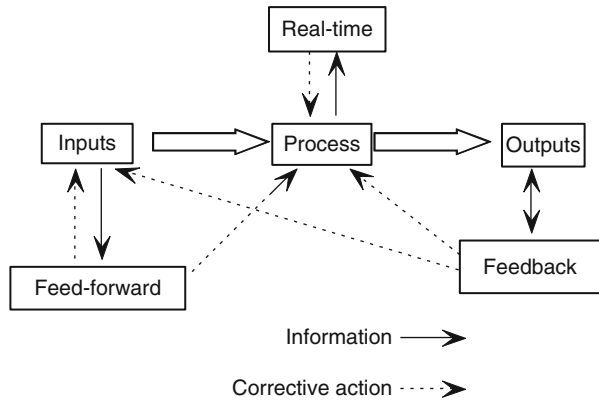 Real-time
Inputs
Process
Outputs
Feed-forward
Feedback
Information
Corrective action